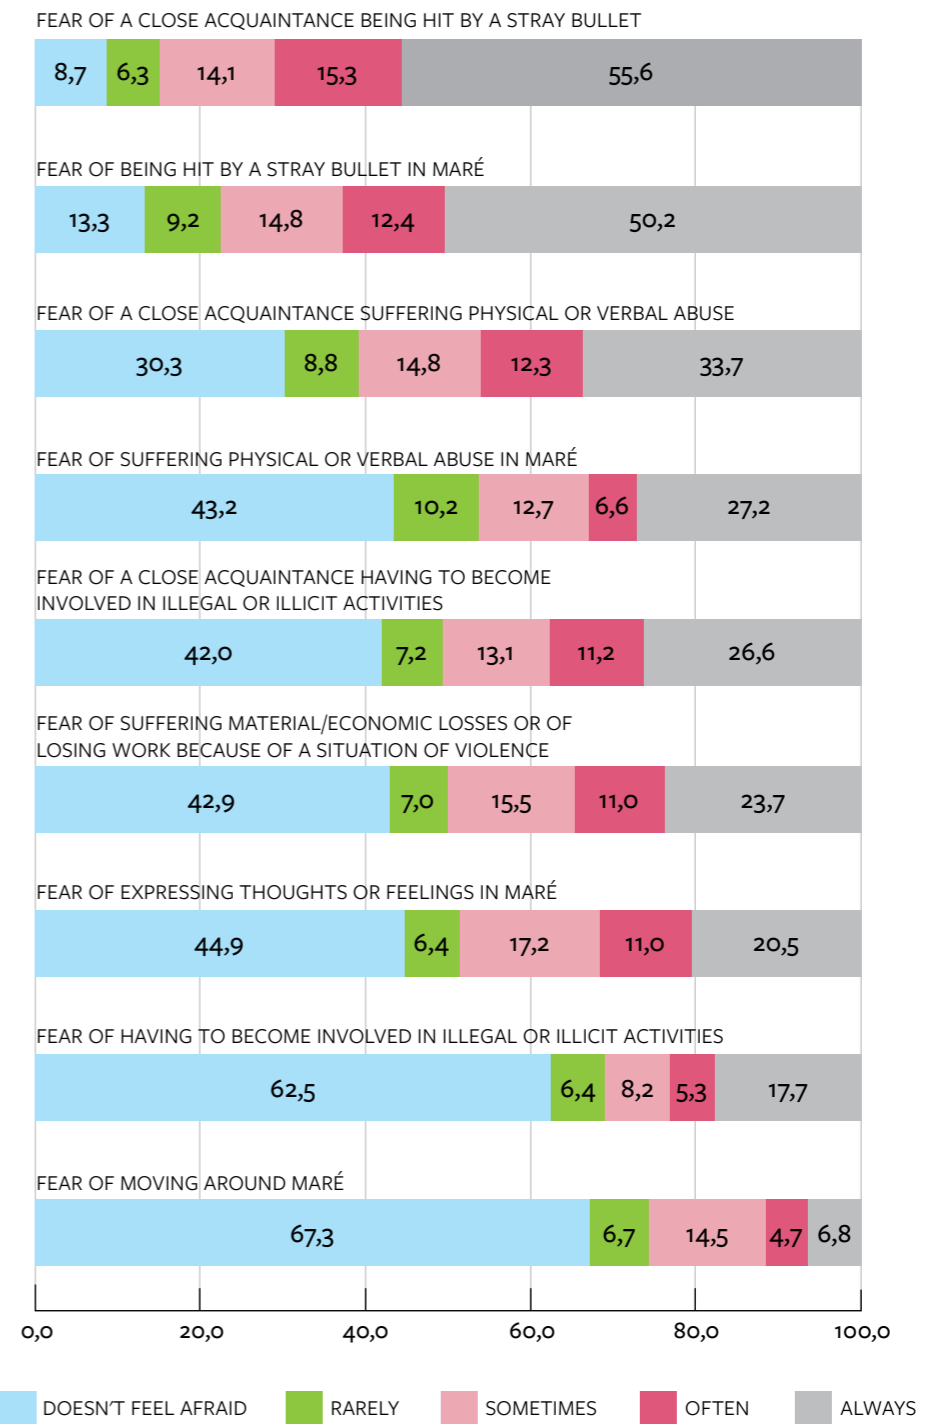 FEAR OF A CLOSE ACQUAINTANCE BEING HIT BY A STRAY BULLET
8,7 6,3 14,1 15,3 55,6
FEAR OF BEING HIT BY A STRAY BULLET IN MARÉ
13,3 9,2 14,8 12,4 50,2
FEAR OF A CLOSE ACQUAINTANCE SUFFERING PHYSICAL OR VERBAL ABUSE
30,3 8,8 14,8 12,3 33,7
FEAR OF SUFFERING PHYSICAL OR VERBAL ABUSE IN MARÉ
43,2 10,2 12,7 6,6 27,2
FEAR OF A CLOSE ACQUAINTANCE HAVING TO BECOME
INVOLVED IN ILLEGAL OR ILLICIT ACTIVITIES
42,0 7,2 13,1 11,2 26,6
FEAR OF SUFFERING MATERIAL/ECONOMIC LOSSES OR OF
LOSING WORK BECAUSE OF A SITUATION OF VIOLENCE
42,9 7,0 15,5 11,0 23,7
FEAR OF EXPRESSING THOUGHTS OR FEELINGS IN MARÉ
44,9 6,4 17,2 11,0 20,5
FEAR OF HAVING TO BECOME INVOLVED IN ILLEGAL OR ILLICIT ACTIVITIES
62,5 6,4 8,2 5,3 17,7
FEAR OF MOVING AROUND MARÉ
67,3 6,7 14,5 4,7 6,8
0,0 20,0 40,0 60,0 80,0 100,0
DOESN'T FEEL AFRAID RARELY SOMETIMES OFTEN ALWAYS